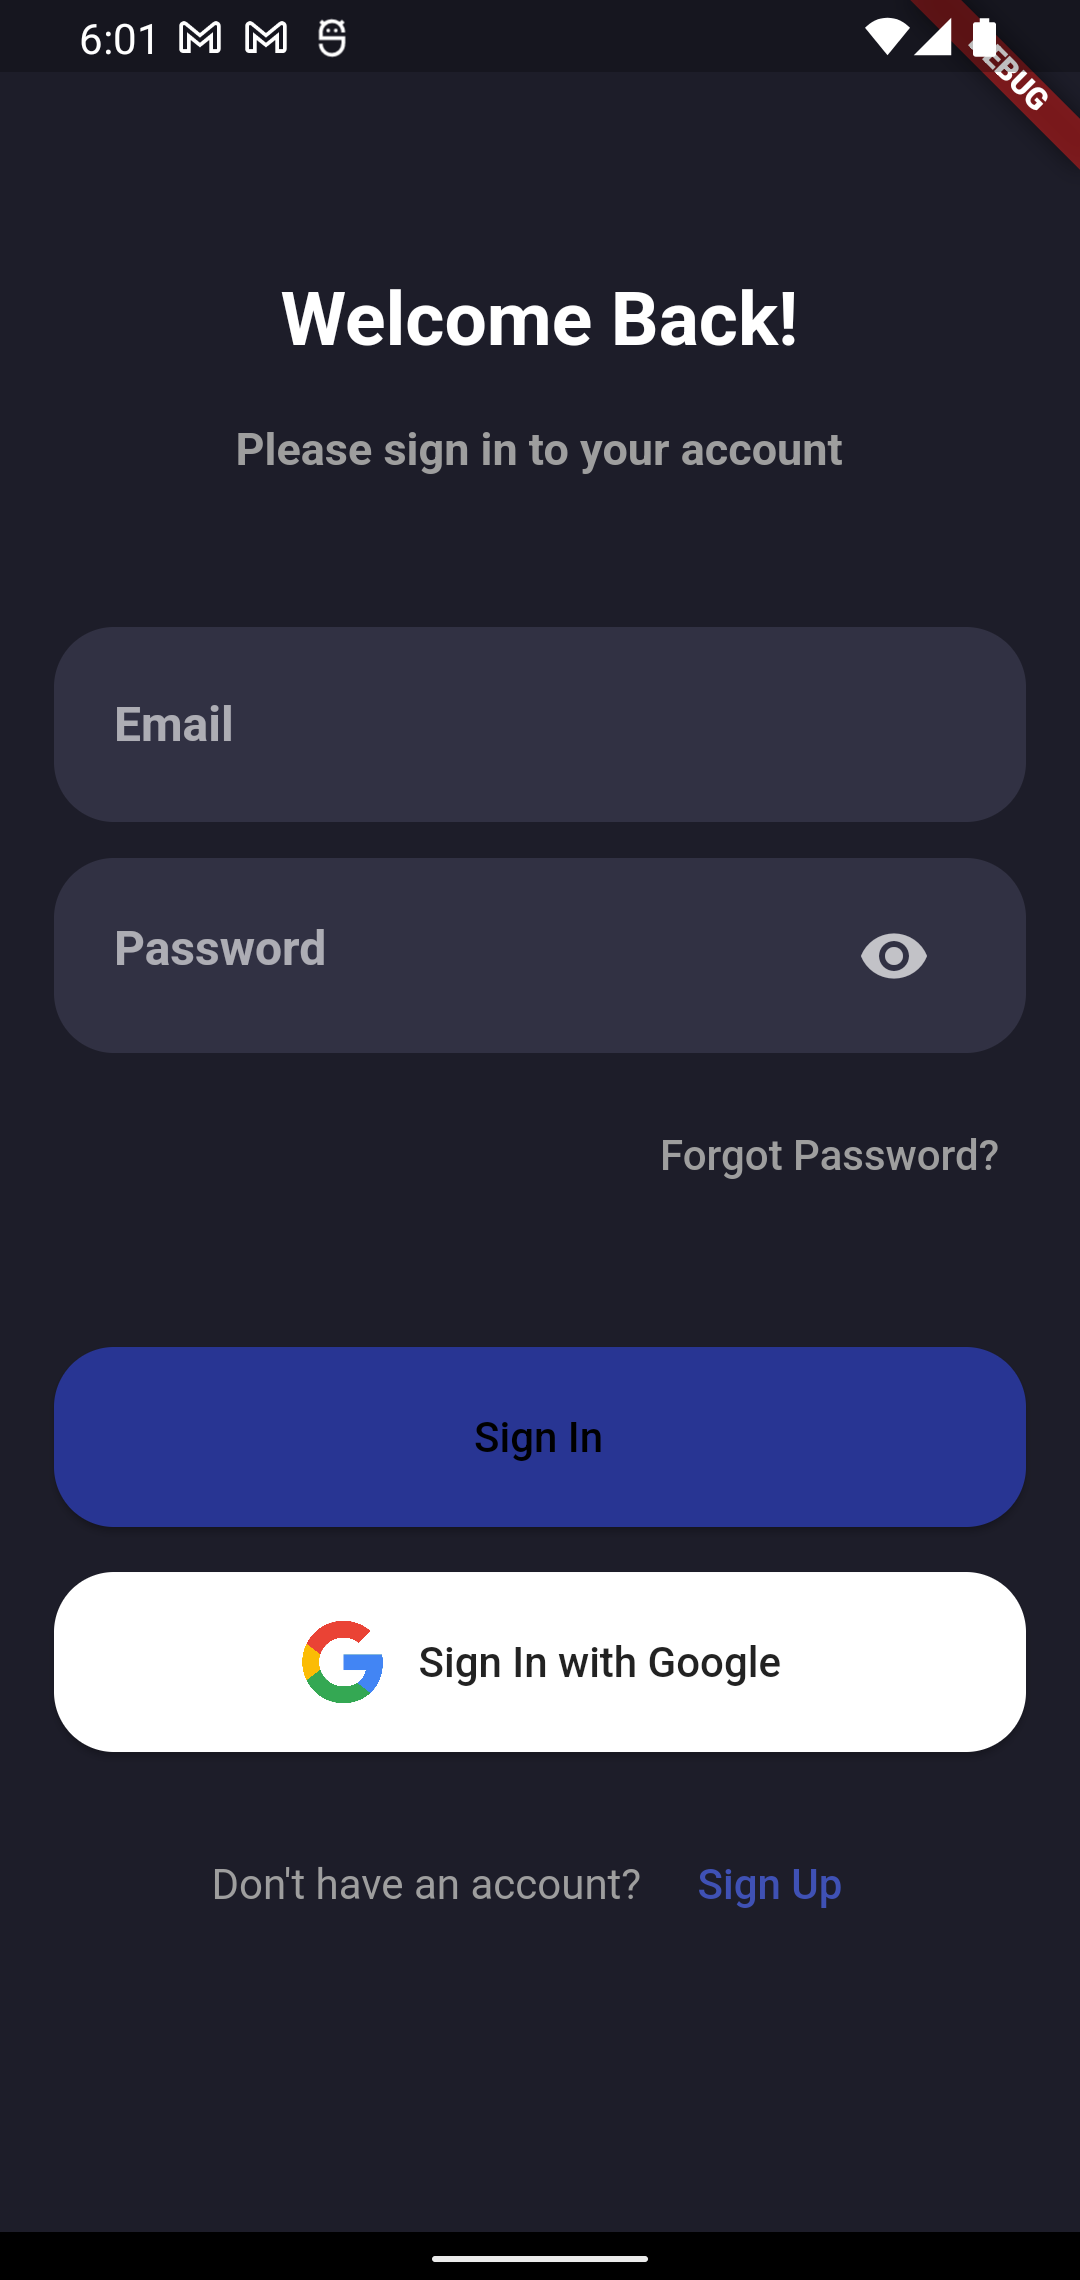 6:01
DEBUG
Welcome Back!
Please sign in to your account
Email
Password
Forgot Password?
Sign In
Sign In with Google
Don't have an account? Sign Up